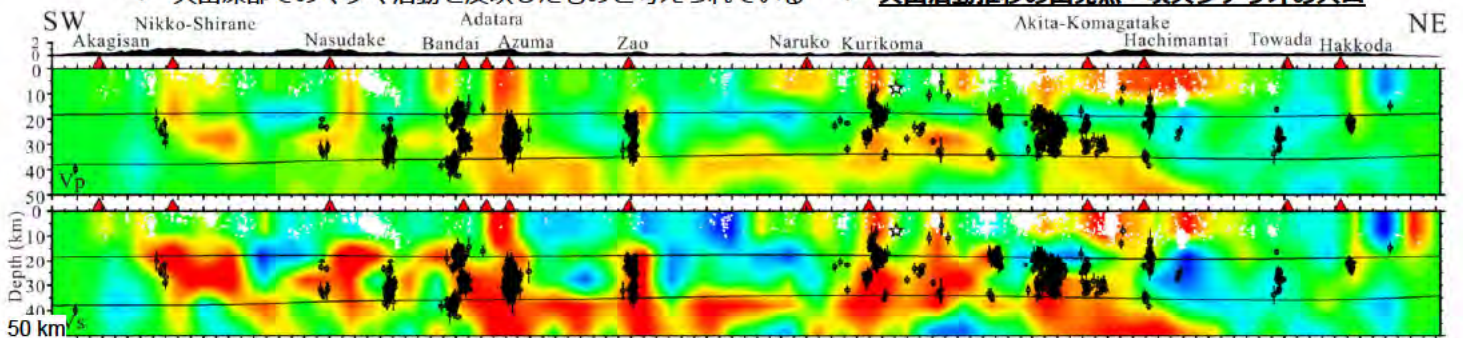 SW
NE
Nikko-Shirane
Adatara
Akita-Komagatake
Akagisan
Nasudake
Bandai
Azuma
Zao
Naruko
Kurikoma
Hachimantai
Towada
Hakkoda
2
0
0
10
20
30
40
50
Vp
0
10
20
30
40
Depth (km)
50 km
Vs